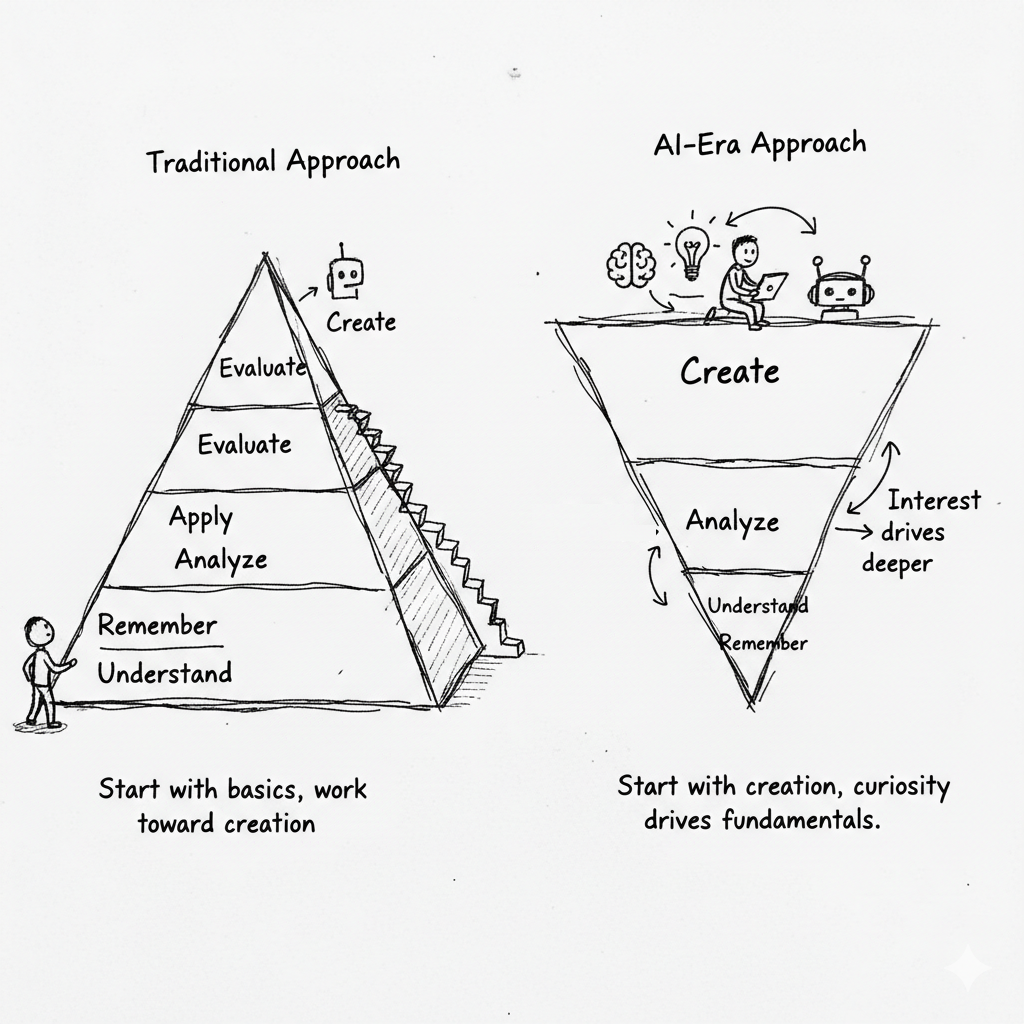 Traditional Approach
Create
Evaluate
Evaluate
Apply
Analyze
Remember
Understand
Start with basics, work
toward creation
AI-Era Approach
Create
Analyze
Interest
drives
deeper
Understand
Remember
Start with creation, curiosity
drives fundamentals.